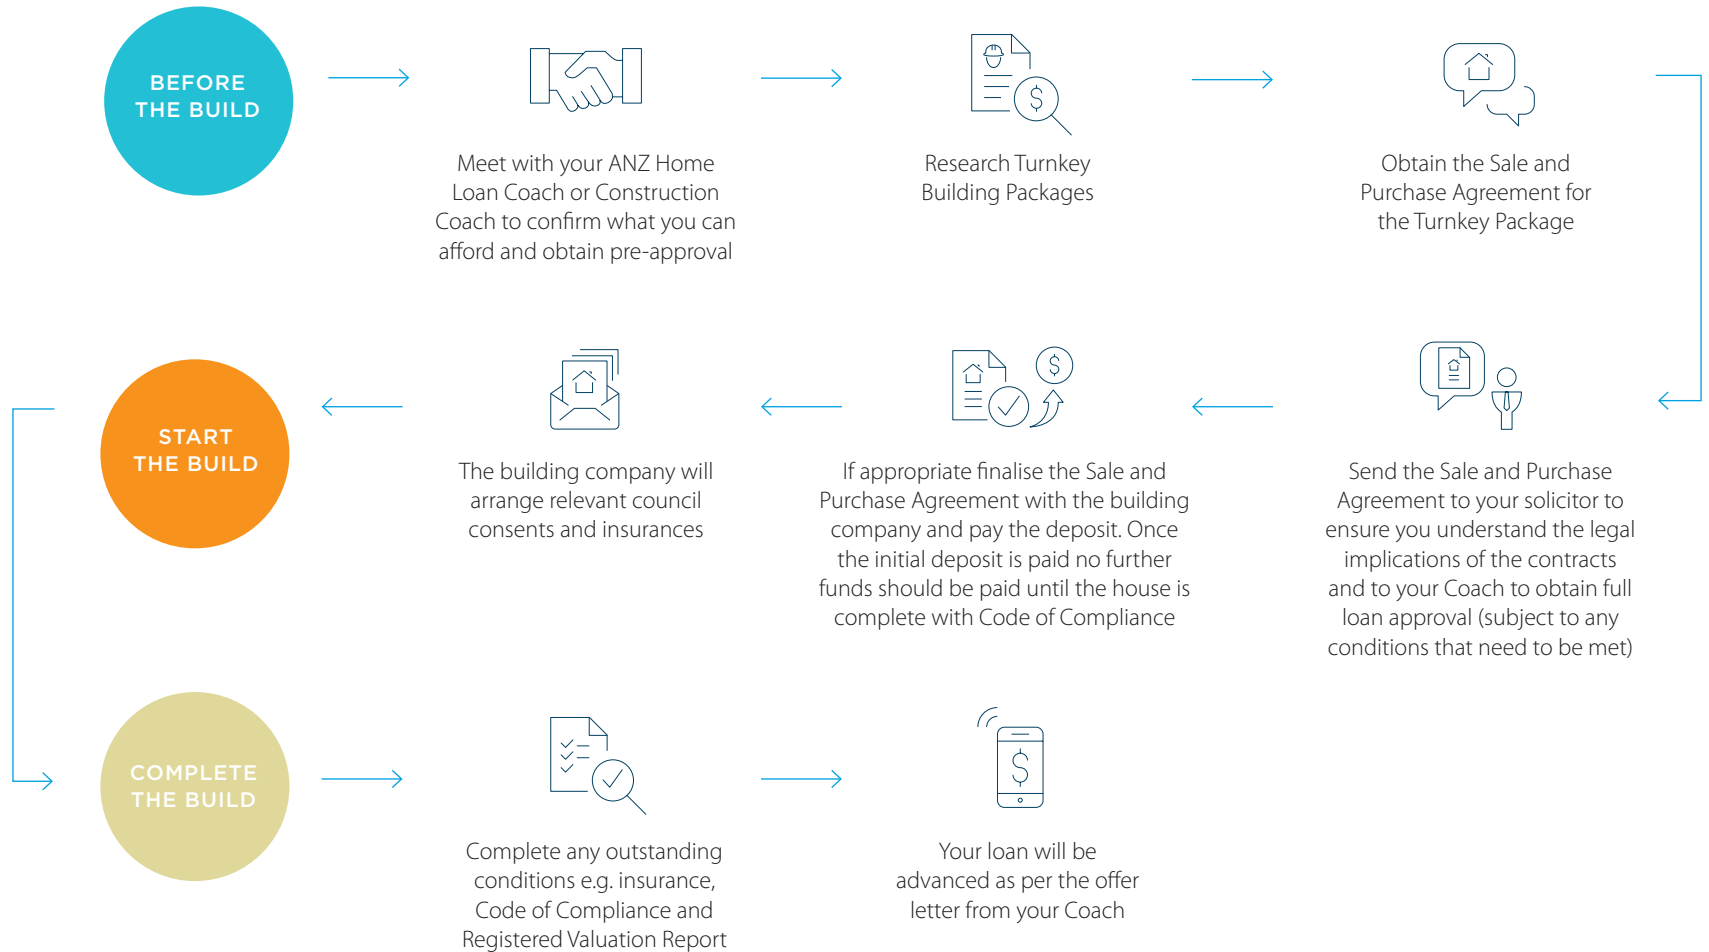 BEFORE
THE BUILD
Meet with your ANZ Home
Loan Coach or Construction
Coach to confirm what you can
afford and obtain pre-approval
Research Turnkey
Building Packages
Obtain the Sale and
Purchase Agreement for
the Turnkey Package
Send the Sale and Purchase
Agreement to your solicitor to
ensure you understand the legal
implications of the contracts
and to your Coach to obtain full
loan approval (subject to any
conditions that need to be met)
If appropriate finalise the Sale and
Purchase Agreement with the building
company and pay the deposit. Once
the initial deposit is paid no further
funds should be paid until the house is
complete with Code of Compliance
The building company will
arrange relevant council
consents and insurances
START
THE BUILD
COMPLETE
THE BUILD
Complete any outstanding
conditions e.g. insurance,
Code of Compliance and
Registered Valuation Report
Your loan will be
advanced as per the offer
letter from your Coach